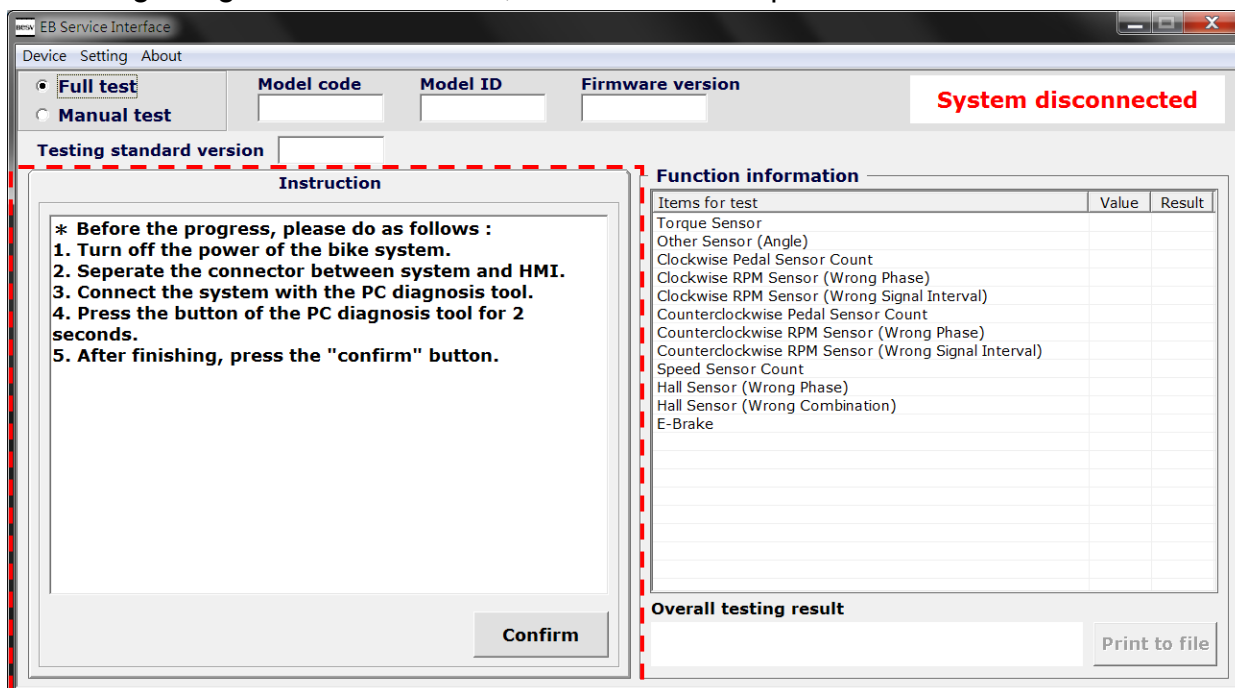 BESV EB Service Interface
Device Setting About
Full test
Manual test
Model code
Model ID
Firmware version
System disconnected
Testing standard version
Instruction
* Before the progress, please do as follows :
1. Turn off the power of the bike system.
2. Seperate the connector between system and HMI.
3. Connect the system with the PC diagnosis tool.
4. Press the button of the PC diagnosis tool for 2
seconds.
5. After finishing, press the "confirm" button.
Confirm
Function information
Items for test Value Result
Torque Sensor
Other Sensor (Angle)
Clockwise Pedal Sensor Count
Clockwise RPM Sensor (Wrong Phase)
Clockwise RPM Sensor (Wrong Signal Interval)
Counterclockwise Pedal Sensor Count
Counterclockwise RPM Sensor (Wrong Phase)
Counterclockwise RPM Sensor (Wrong Signal Interval)
Speed Sensor Count
Hall Sensor (Wrong Phase)
Hall Sensor (Wrong Combination)
E-Brake
Overall testing result
Print to file